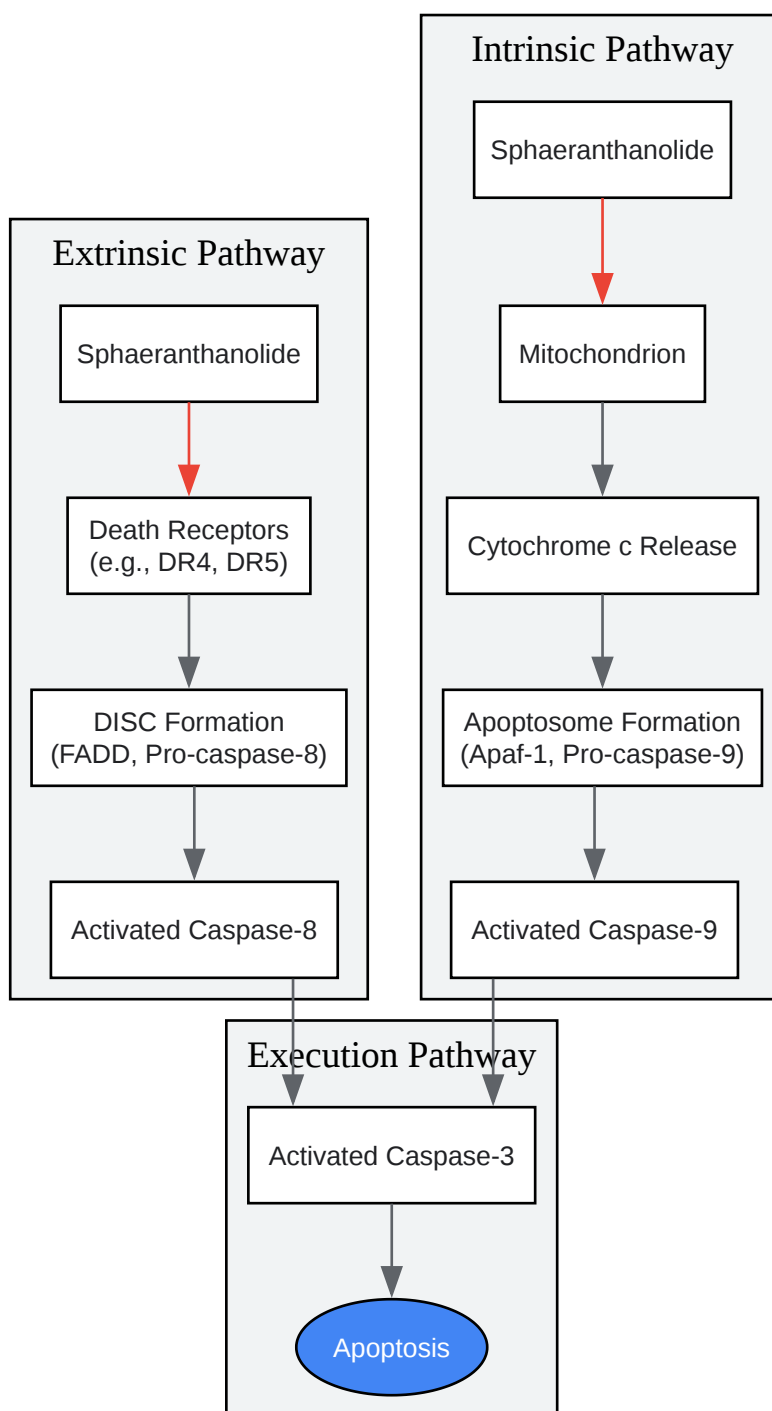 Extrinsic Pathway
Sphaeranthanolide
Death Receptors
(e.g., DR4, DR5)
DISC Formation
(FADD, Pro-caspase-8)
Activated Caspase-8
Intrinsic Pathway
Sphaeranthanolide
Mitochondrion
Cytochrome c Release
Apoptosome Formation
(Apaf-1, Pro-caspase-9)
Activated Caspase-9
Execution Pathway
Activated Caspase-3
Apoptosis